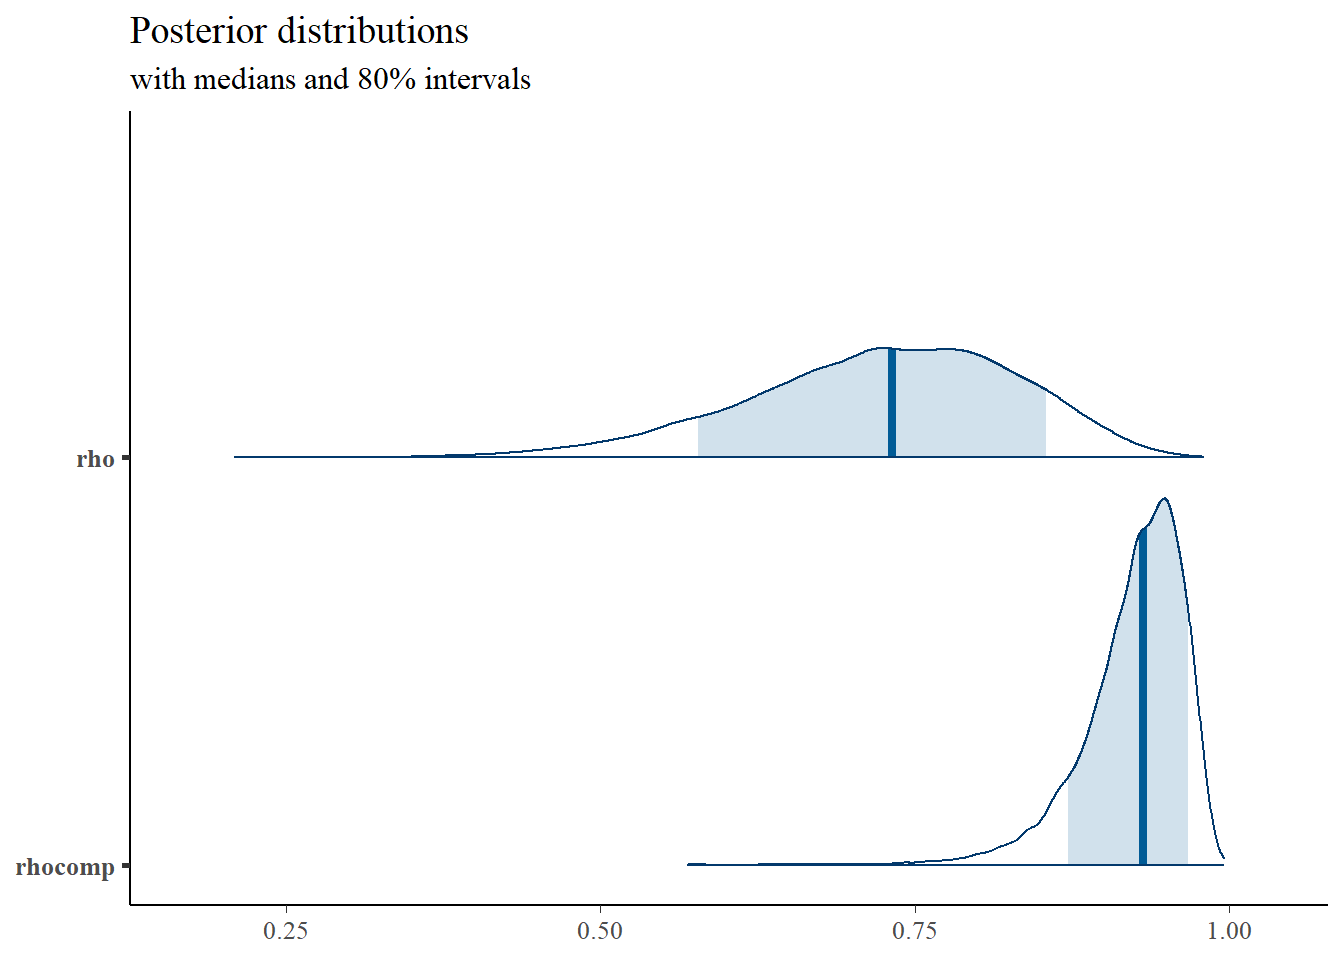 Posterior distributions
with medians and 80% intervals
rho
rhocomp
0.25 0.50 0.75 1.00